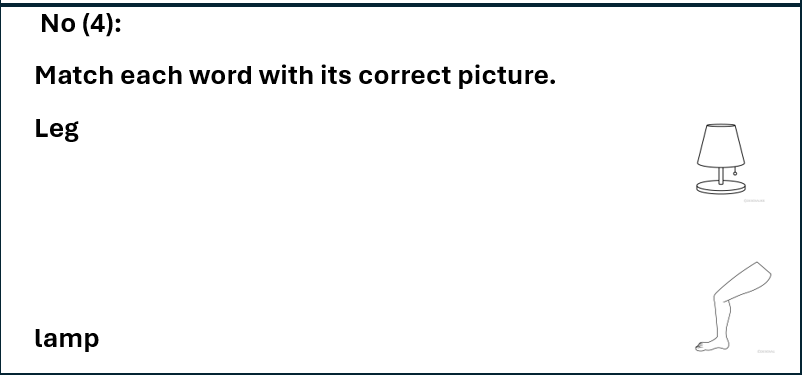 No (4):
Match each word with its correct picture.
Leg
lamp